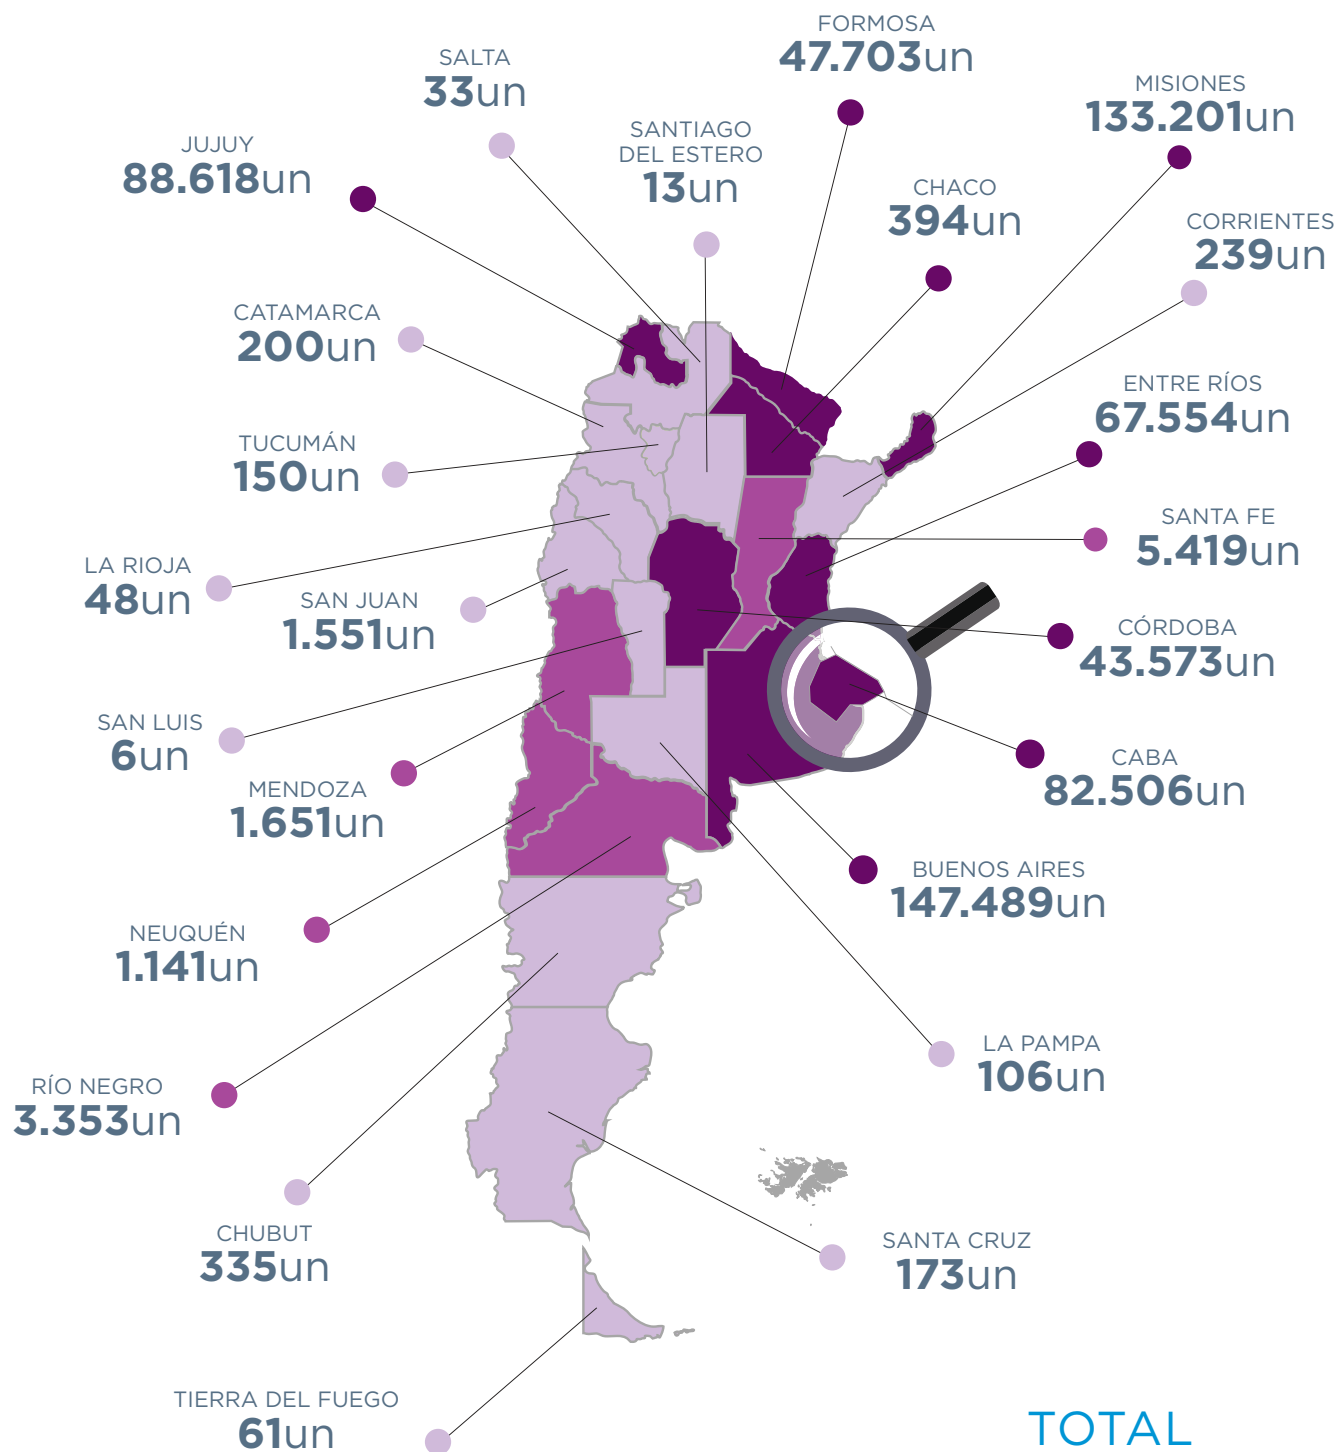 FORMOSA
47.703un
SALTA
33un
MISIONES
133.201un
SANTIAGO
DEL ESTERO
13un
JUJUY
88.618un
CHACO
394un
CORRIENTES
239un
CATAMARCA
200un
ENTRE RÍOS
67.554un
TUCUMÁN
150un
SANTA FE
5.419un
LA RIOJA
48un
SAN JUAN
1.551un
CÓRDOBA
43.573un
SAN LUIS
6un
CABA
82.506un
MENDOZA
1.651un
BUENOS AIRES
147.489un
NEUQUÉN
1.141un
LA PAMPA
106un
RÍO NEGRO
3.353un
CHUBUT
335un
SANTA CRUZ
173un
TIERRA DEL FUEGO
61un
TOTAL